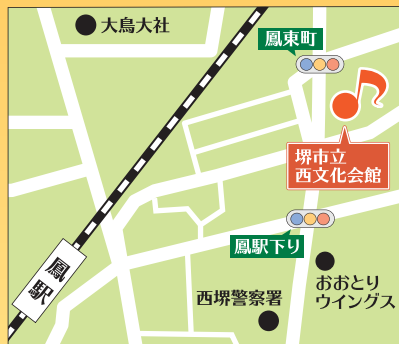 大鳥大社
鳳東町
堺市立
西文化会館
鳳駅下り
おおとり
ウイングス
西堺警察署
鳳駅